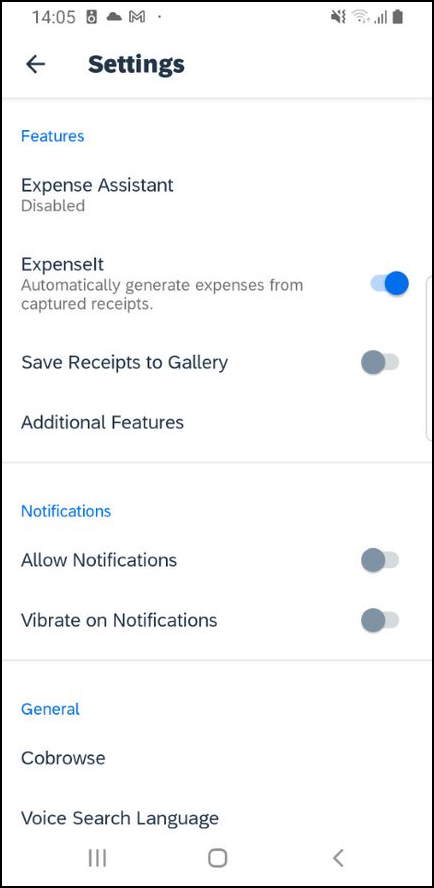 14:05
Settings
Features
Expense Assistant
Disabled
ExpenseIt
Automatically generate expenses from
captured receipts.
Save Receipts to Gallery
Additional Features
Notifications
Allow Notifications
Vibrate on Notifications
General
Cobrowse
Voice Search Language